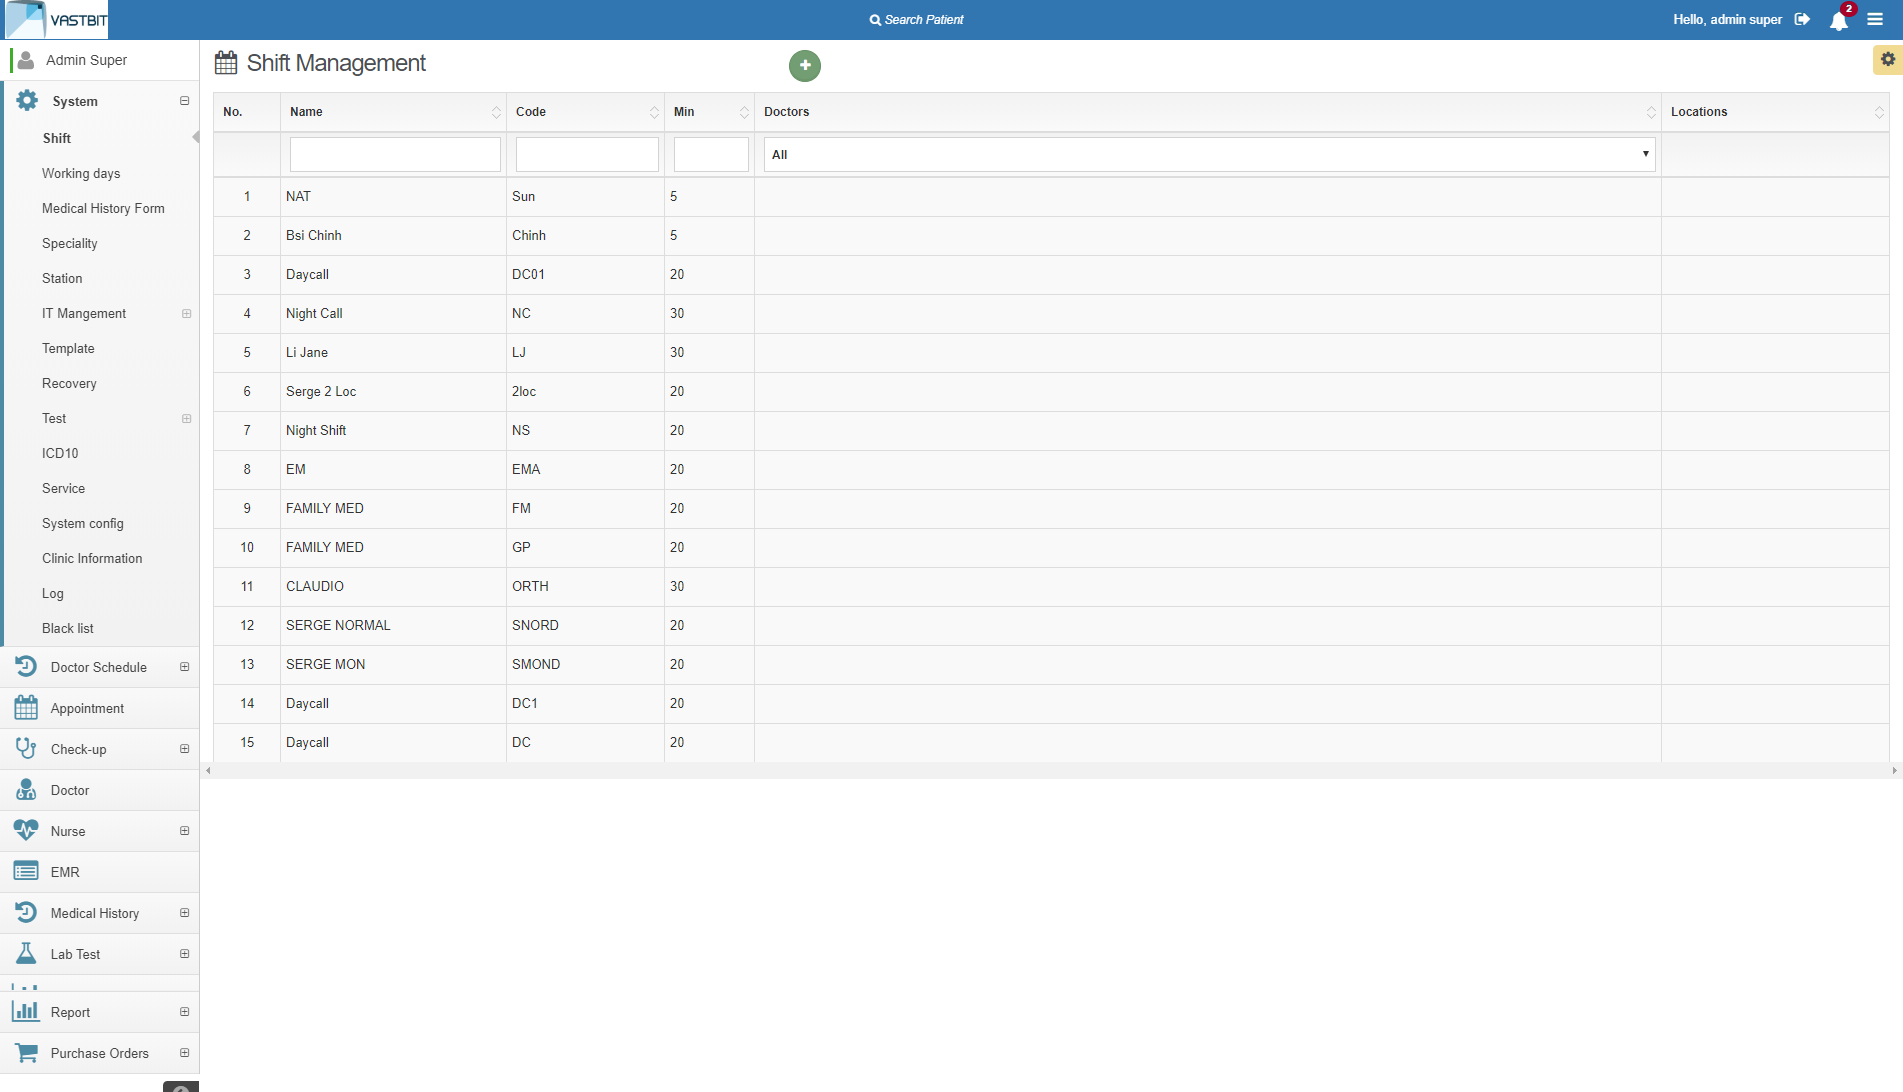 VASTBIT
Search Patient
Hello, admin super
2
Admin Super
System
Shift
Working days
Medical History Form
Speciality
Station
IT Mangement
Template
Recovery
Test
ICD10
Service
System config
Clinic Information
Log
Black list
Doctor Schedule
Appointment
Check-up
Doctor
Nurse
EMR
Medical History
Lab Test
Report
Purchase Orders
Shift Management
No. Name Code Min Doctors Locations
All
1 NAT Sun 5
2 Bsi Chinh Chinh 5
3 Daycall DC01 20
4 Night Call NC 30
5 Li Jane LJ 30
6 Serge 2 Loc 2loc 20
7 Night Shift NS 20
8 EM EMA 20
9 FAMILY MED FM 20
10 FAMILY MED GP 20
11 CLAUDIO ORTH 30
12 SERGE NORMAL SNORD 20
13 SERGE MON SMOND 20
14 Daycall DC1 20
15 Daycall DC 20